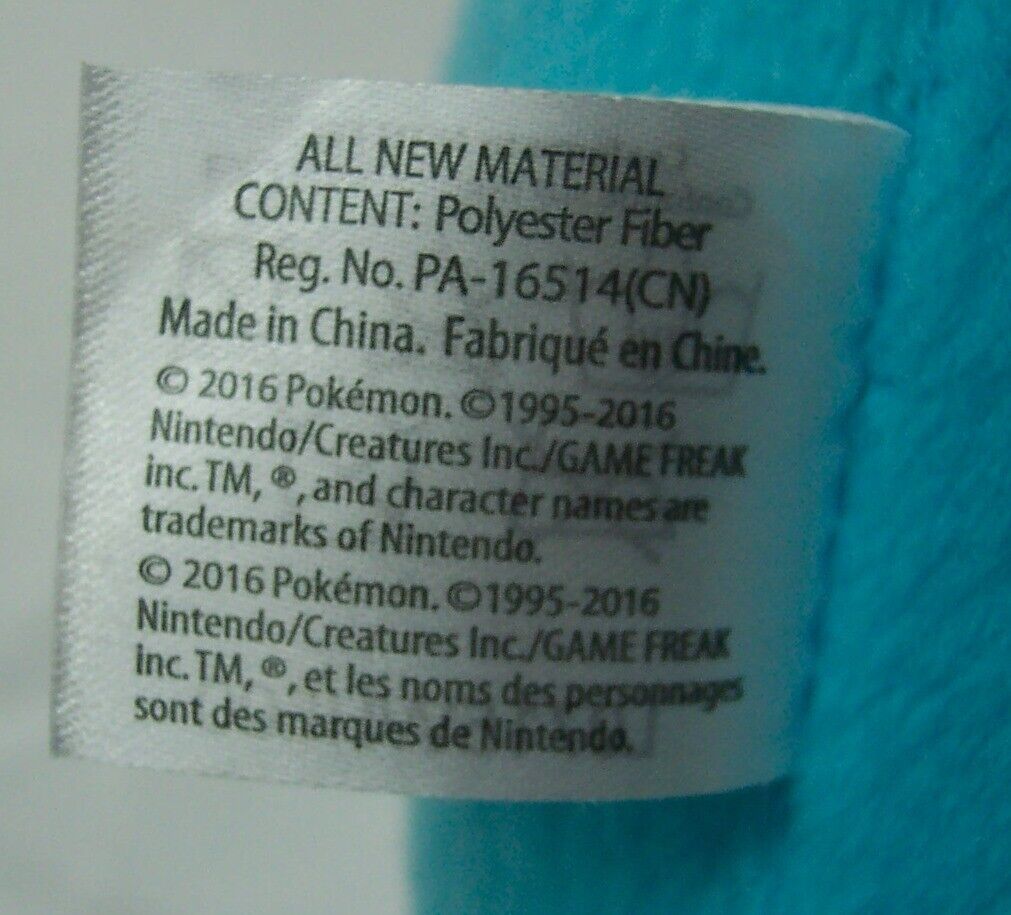 ALL NEW MATERIAL
CONTENT: Polyester Fiber
Reg. No. PA-16514(CN)
Made in China. Fabriqué en Chine.
© 2016 Pokémon. ©1995-2016
Nintendo/Creatures Inc./GAME FREAK
inc. TM, ®, and character names are
trademarks of Nintendo.
© 2016 Pokémon. ©1995-2016
Nintendo/Creatures Inc./GAME FREAK
inc. TM, ®, et les noms des personnages
sont des marques de Nintendo.